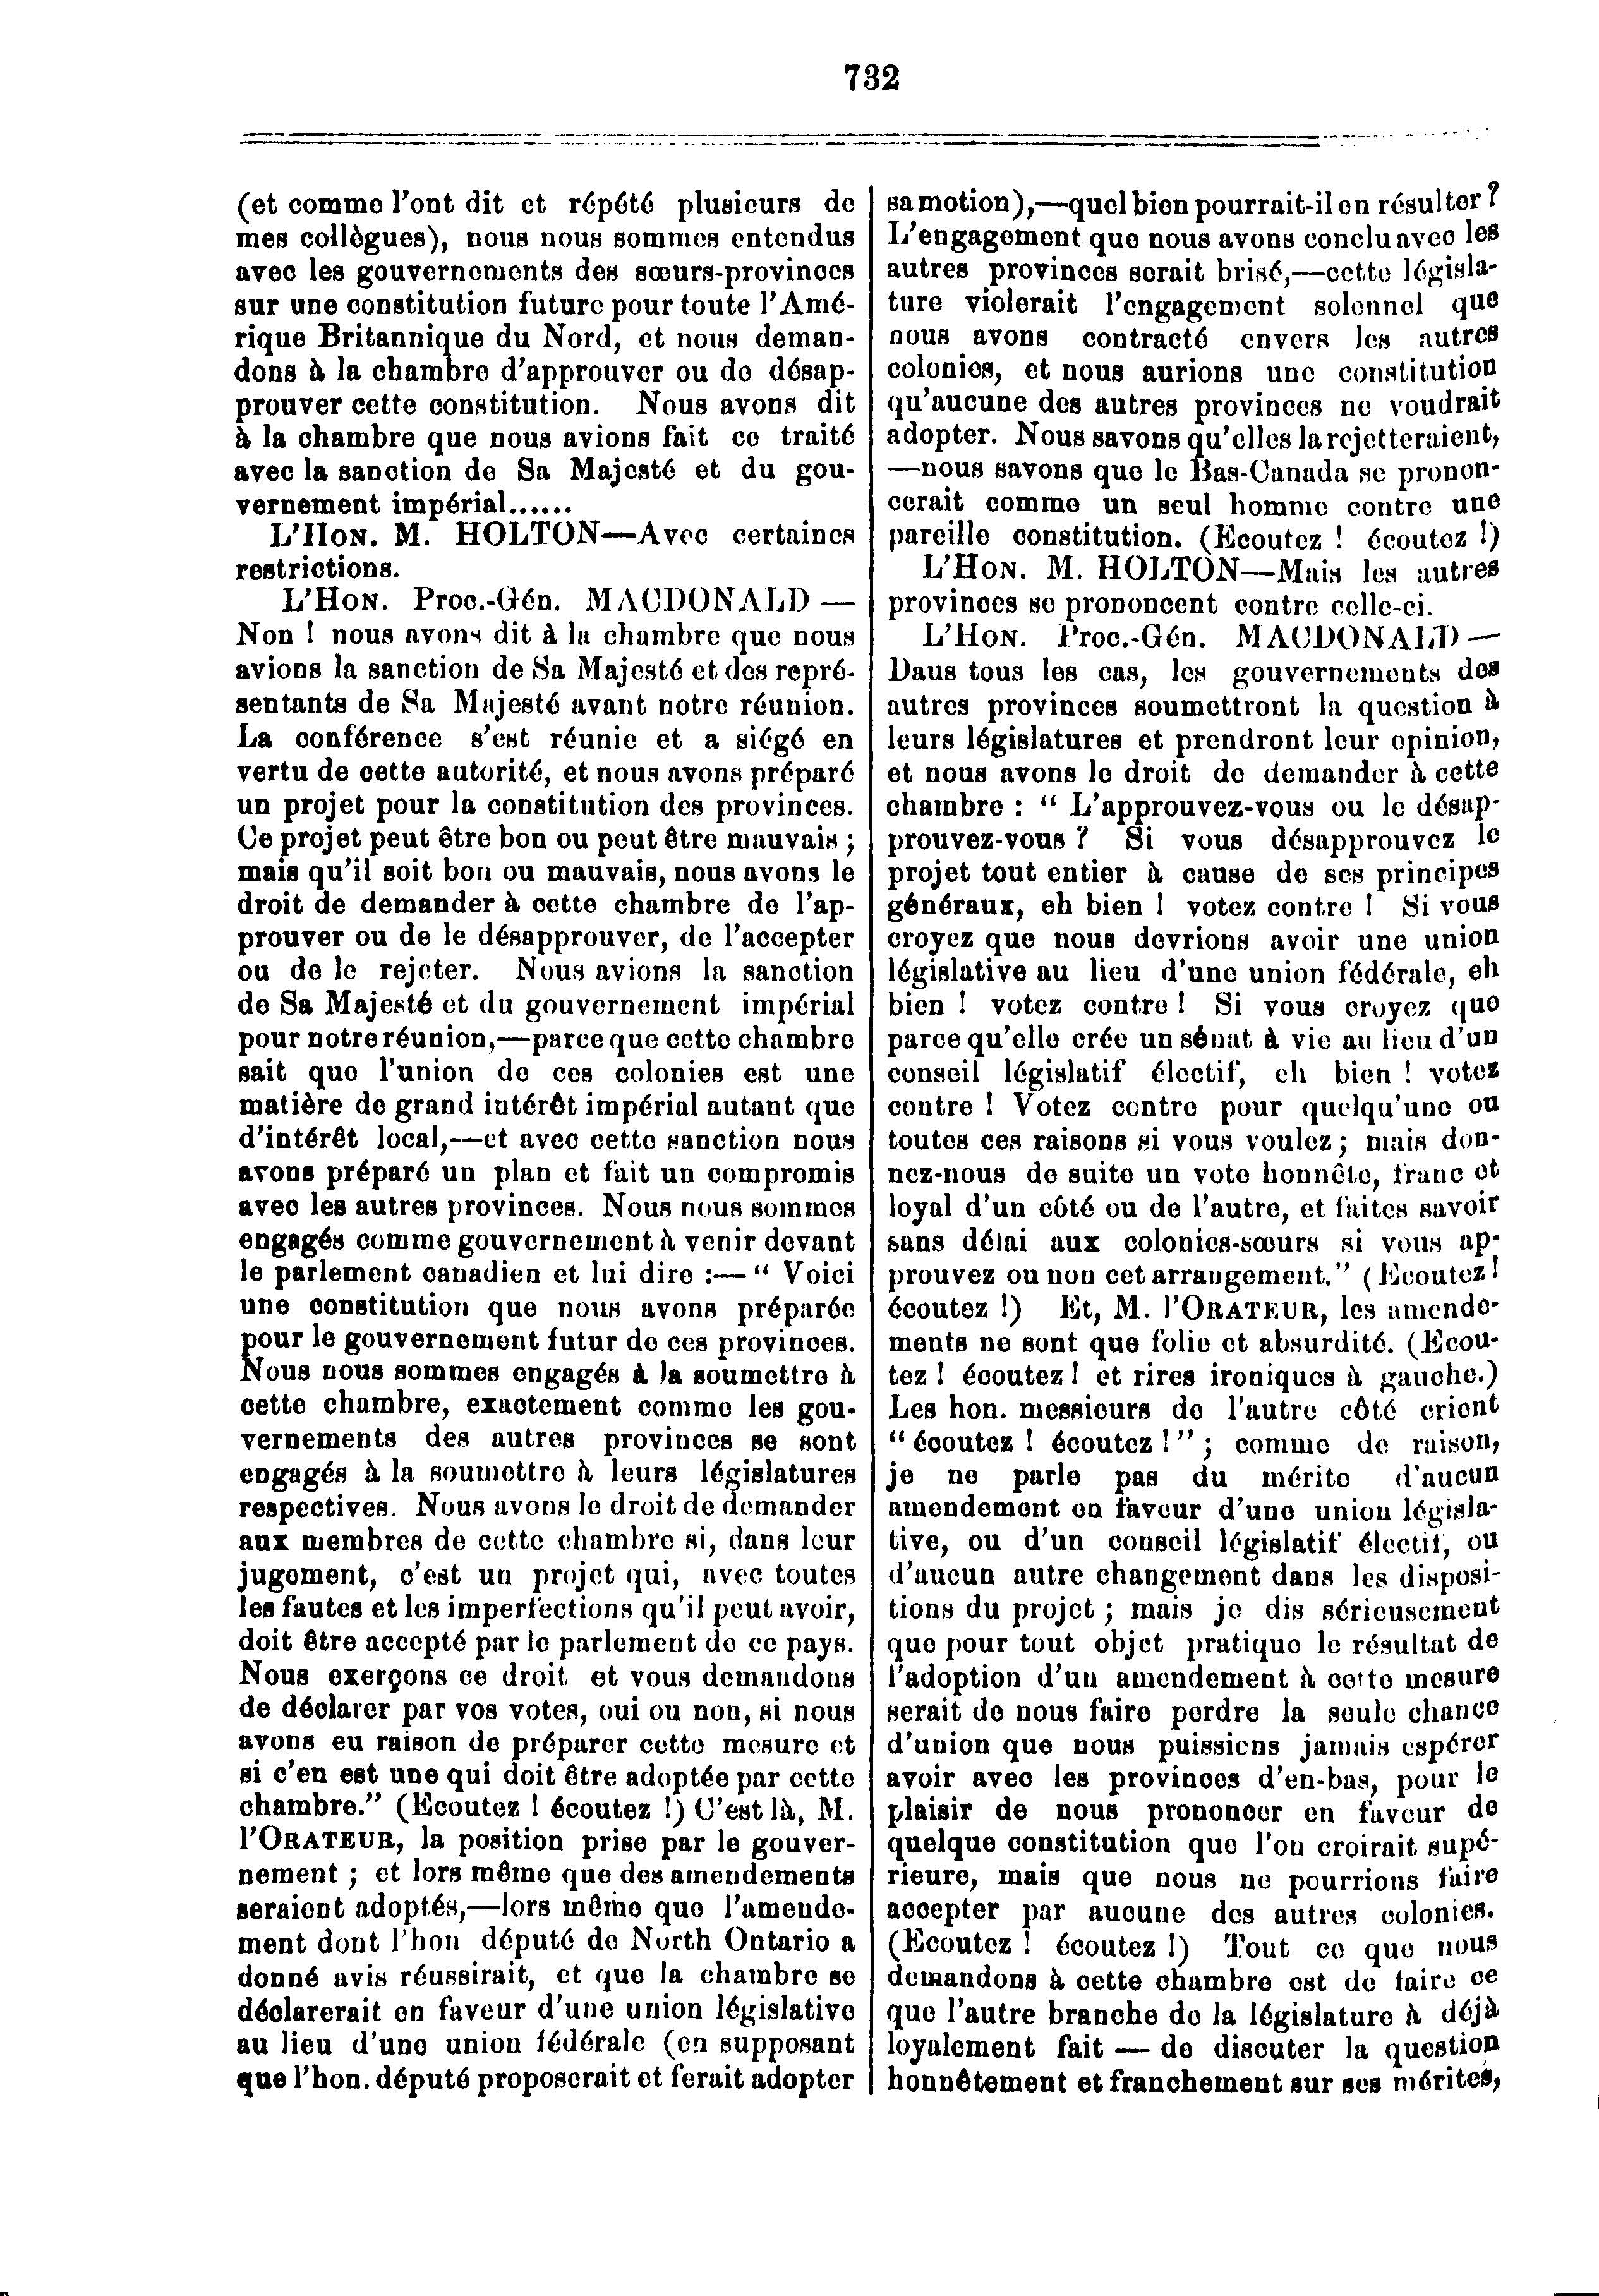 732
(et comme l'ont dit et répété plusieurs de
mes collègues), nous nous sommes entendus
avec les gouvernements des sœurs-provinces
sur une constitution future pour toute l'Amé-
rique Britannique du Nord, et nous deman-
dons à la chambre d'approuver ou de désap-
prouver cette constitution. Nous avons dit
à la chambre que nous avions fait ce traité
avec la sanction de Sa Majesté et du gou-
vernement impérial......
L'HON. M. HOLTON—Avec certaines
restrictions.
L'HON. Proc.-Gén. MACDONALD —
Non ! nous avons dit à la chambre que nous
avions la sanction de Sa Majesté et des repré-
sentants de Sa Majesté avant notre réunion.
La conférence s'est réunie et a siégé en
vertu de cette autorité, et nous avons préparé
un projet pour la constitution des provinces.
Ce projet peut être bon ou peut être mauvais ;
mais qu'il soit bon ou mauvais, nous avons le
droit de demander à cette chambre de l'ap-
prouver ou de le désapprouver, de l'accepter
ou de le rejeter. Nous avions la sanction
de Sa Majesté et du gouvernement impérial
pour notre réunion,—parce que cette chambre
sait que l'union de ces colonies est une
matière de grand intérêt impérial autant que
d'intérêt local,—et avec cette sanction nous
avons préparé un plan et fait un compromis
avec les autres provinces. Nous nous sommes
engagés comme gouvernement à venir devant
le parlement canadien et lui dire :—“ Voici
une constitution que nous avons préparée
pour le gouvernement futur de ces provinces.
Nous nous sommes engagés à la soumettre à
cette chambre, exactement comme les gou-
vernements des autres provinces se sont
engagés à la soumettre à leurs législatures
respectives. Nous avons le droit de demander
aux membres de cette chambre si, dans leur
jugement, c'est un projet qui, avec toutes
les fautes et les imperfections qu'il peut avoir,
doit être accepté par le parlement de ce pays.
Nous exerçons ce droit et vous demandons
de déclarer par vos votes, oui ou non, si nous
avons eu raison de préparer cette mesure et
si c'en est une qui doit être adoptée par cette
chambre.” (Ecoutez ! écoutez !) C'est là, M.
l'ORATEUR, la position prise par le gouver-
nement ; et lors même que des amendements
seraient adoptés,—lors même que l'amende-
ment dont l'hon député de North Ontario a
donné avis réussirait, et que la chambre se
déclarerait en faveur d'une union législative
au lieu d'une union fédérale (en supposant
que l'hon. député proposerait et ferait adopter
sa motion),—quel bien pourrait-il en résulter ?
L'engagement que nous avons conclu avec les
autres provinces serait brisé,—cette législa-
ture violerait l'engagement solennel que
nous avons contracté envers les autres
colonies, et nous aurions une constitution
qu'aucune des autres provinces ne voudrait
adopter. Nous savons qu'elles la rejetteraient,
—nous savons que le Bas-Canada se pronon-
cerait comme un seul homme contre une
pareille constitution. (Ecoutez ! écoutez !)
L'HON. M. HOLTON—Mais les autres
provinces se prononcent contre celle-ci.
L'HON. Proc.-Gén. MACDONALD —
Dans tous les cas, les gouvernements des
autres provinces soumettront la question à
leurs législatures et prendront leur opinion,
et nous avons le droit de demander à cette
chambre : “ L'approuvez-vous ou le désap-
prouvez-vous ? Si vous désapprouvez le
projet tout entier à cause de ses principes
généraux, eh bien ! votez contre ! Si vous
croyez que nous devrions avoir une union
législative au lieu d'une union fédérale, eh
bien ! votez contre ! Si vous croyez que
parce qu'elle crée un sénat à vie au lieu d'un
conseil législatif électif, eh bien ! votez
contre ! Votez contre pour quelqu'une ou
toutes ces raisons si vous voulez ; mais don-
nez-nous de suite un vote honnête, franc et
loyal d'un côté ou de l'autre, et faites savoir
sans délai aux colonies-sœurs si vous ap-
prouvez ou non cet arrangement.” (Ecoutez !
écoutez !) Et, M. l'ORATEUR, les amende-
ments ne sont que folie et absurdité. (Ecou-
tez ! écoutez ! et rires ironiques à gauche.)
Les hon. messieurs de l'autre côté crient
“ écoutez ! écoutez ! ” ; comme de raison,
je ne parle pas du mérite d'aucun
amendement en faveur d'une union législa-
tive, ou d'un conseil législatif électif, ou
d'aucun autre changement dans les disposi-
tions du projet ; mais je dis sérieusement
que pour tout objet pratique le résultat de
l'adoption d'un amendement à cette mesure
serait de nous faire perdre la seule chance
d'union que nous puissions jamais espérer
avoir avec les provinces d'en-bas, pour le
plaisir de nous prononcer en faveur de
quelque constitution que l'on croirait supé-
rieure, mais que nous ne pourrions faire
accepter par aucune des autres colonies.
(Ecoutez ! écoutez !) Tout ce que nous
demandons à cette chambre est de faire ce
que l'autre branche de la législature à déjà
loyalement fait — de discuter la question
honnêtement et franchement sur ses mérites,